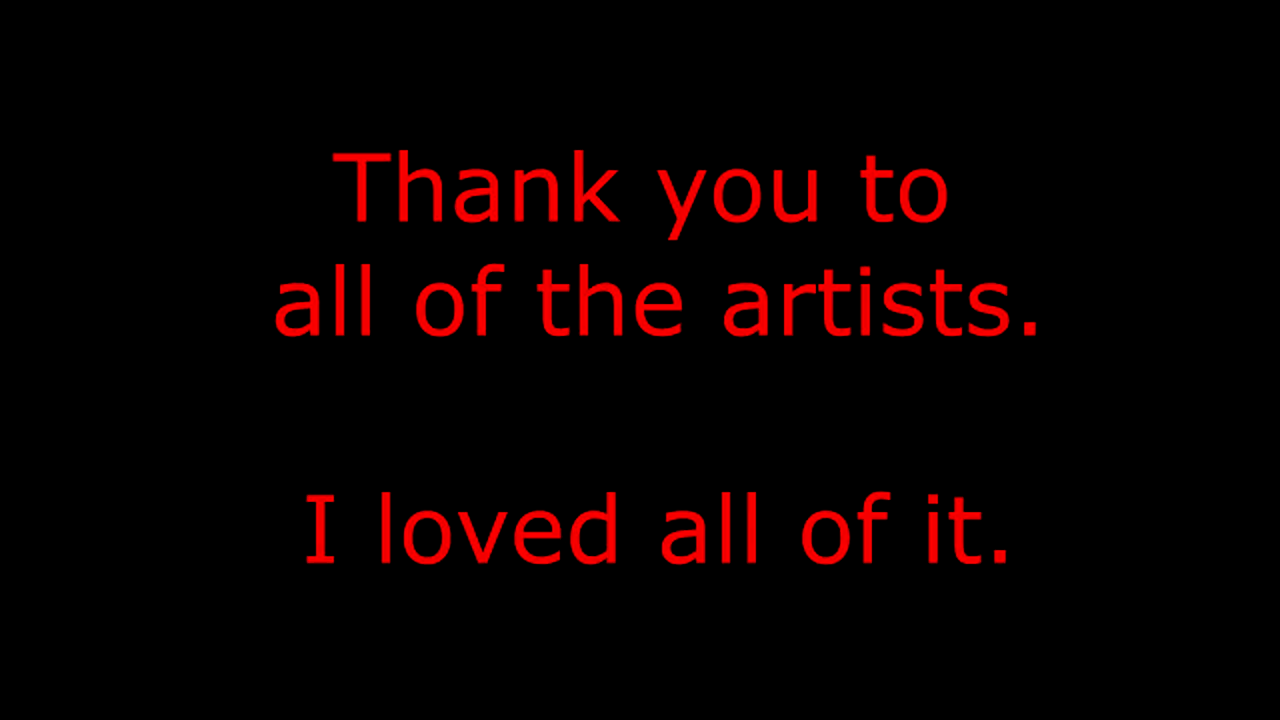 Thank you to
all of the artists.
I loved all of it.